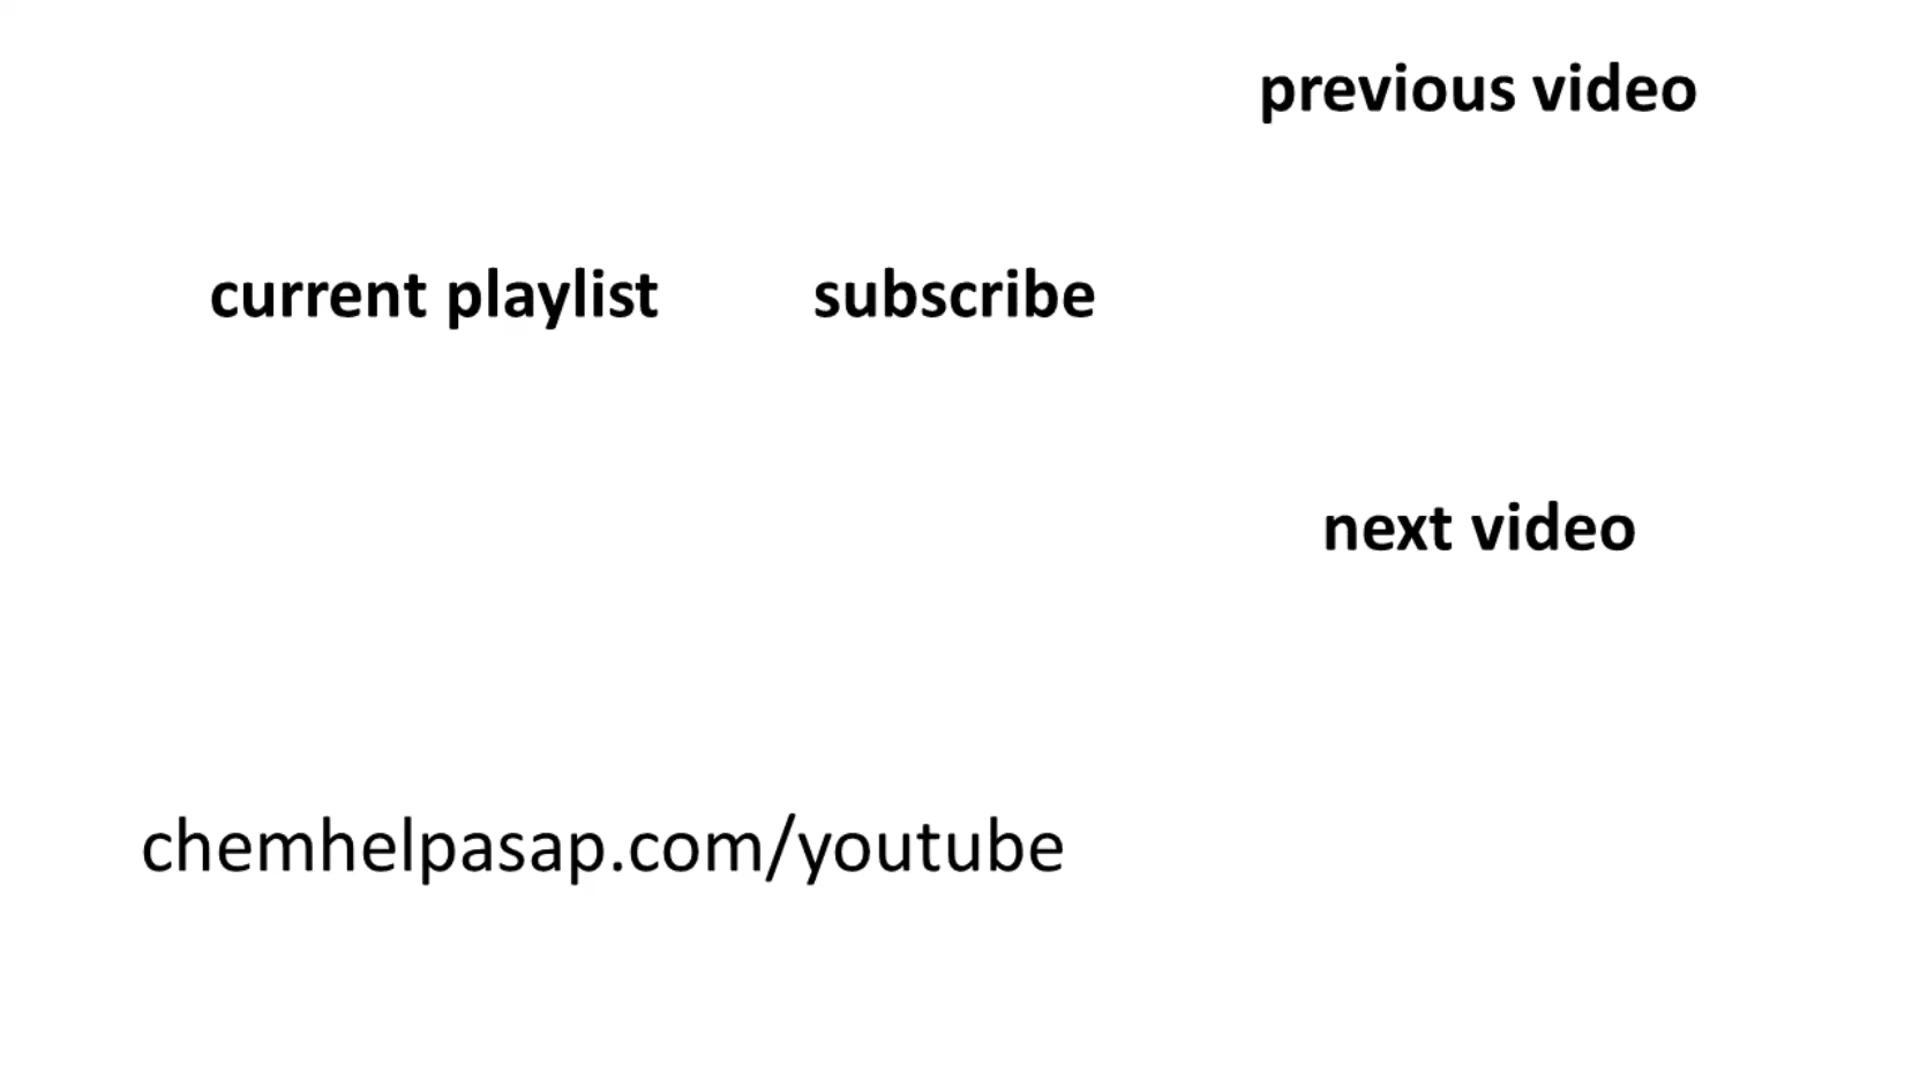 previous video
current playlist
subscribe
next video
chemhelpasap.com/youtube